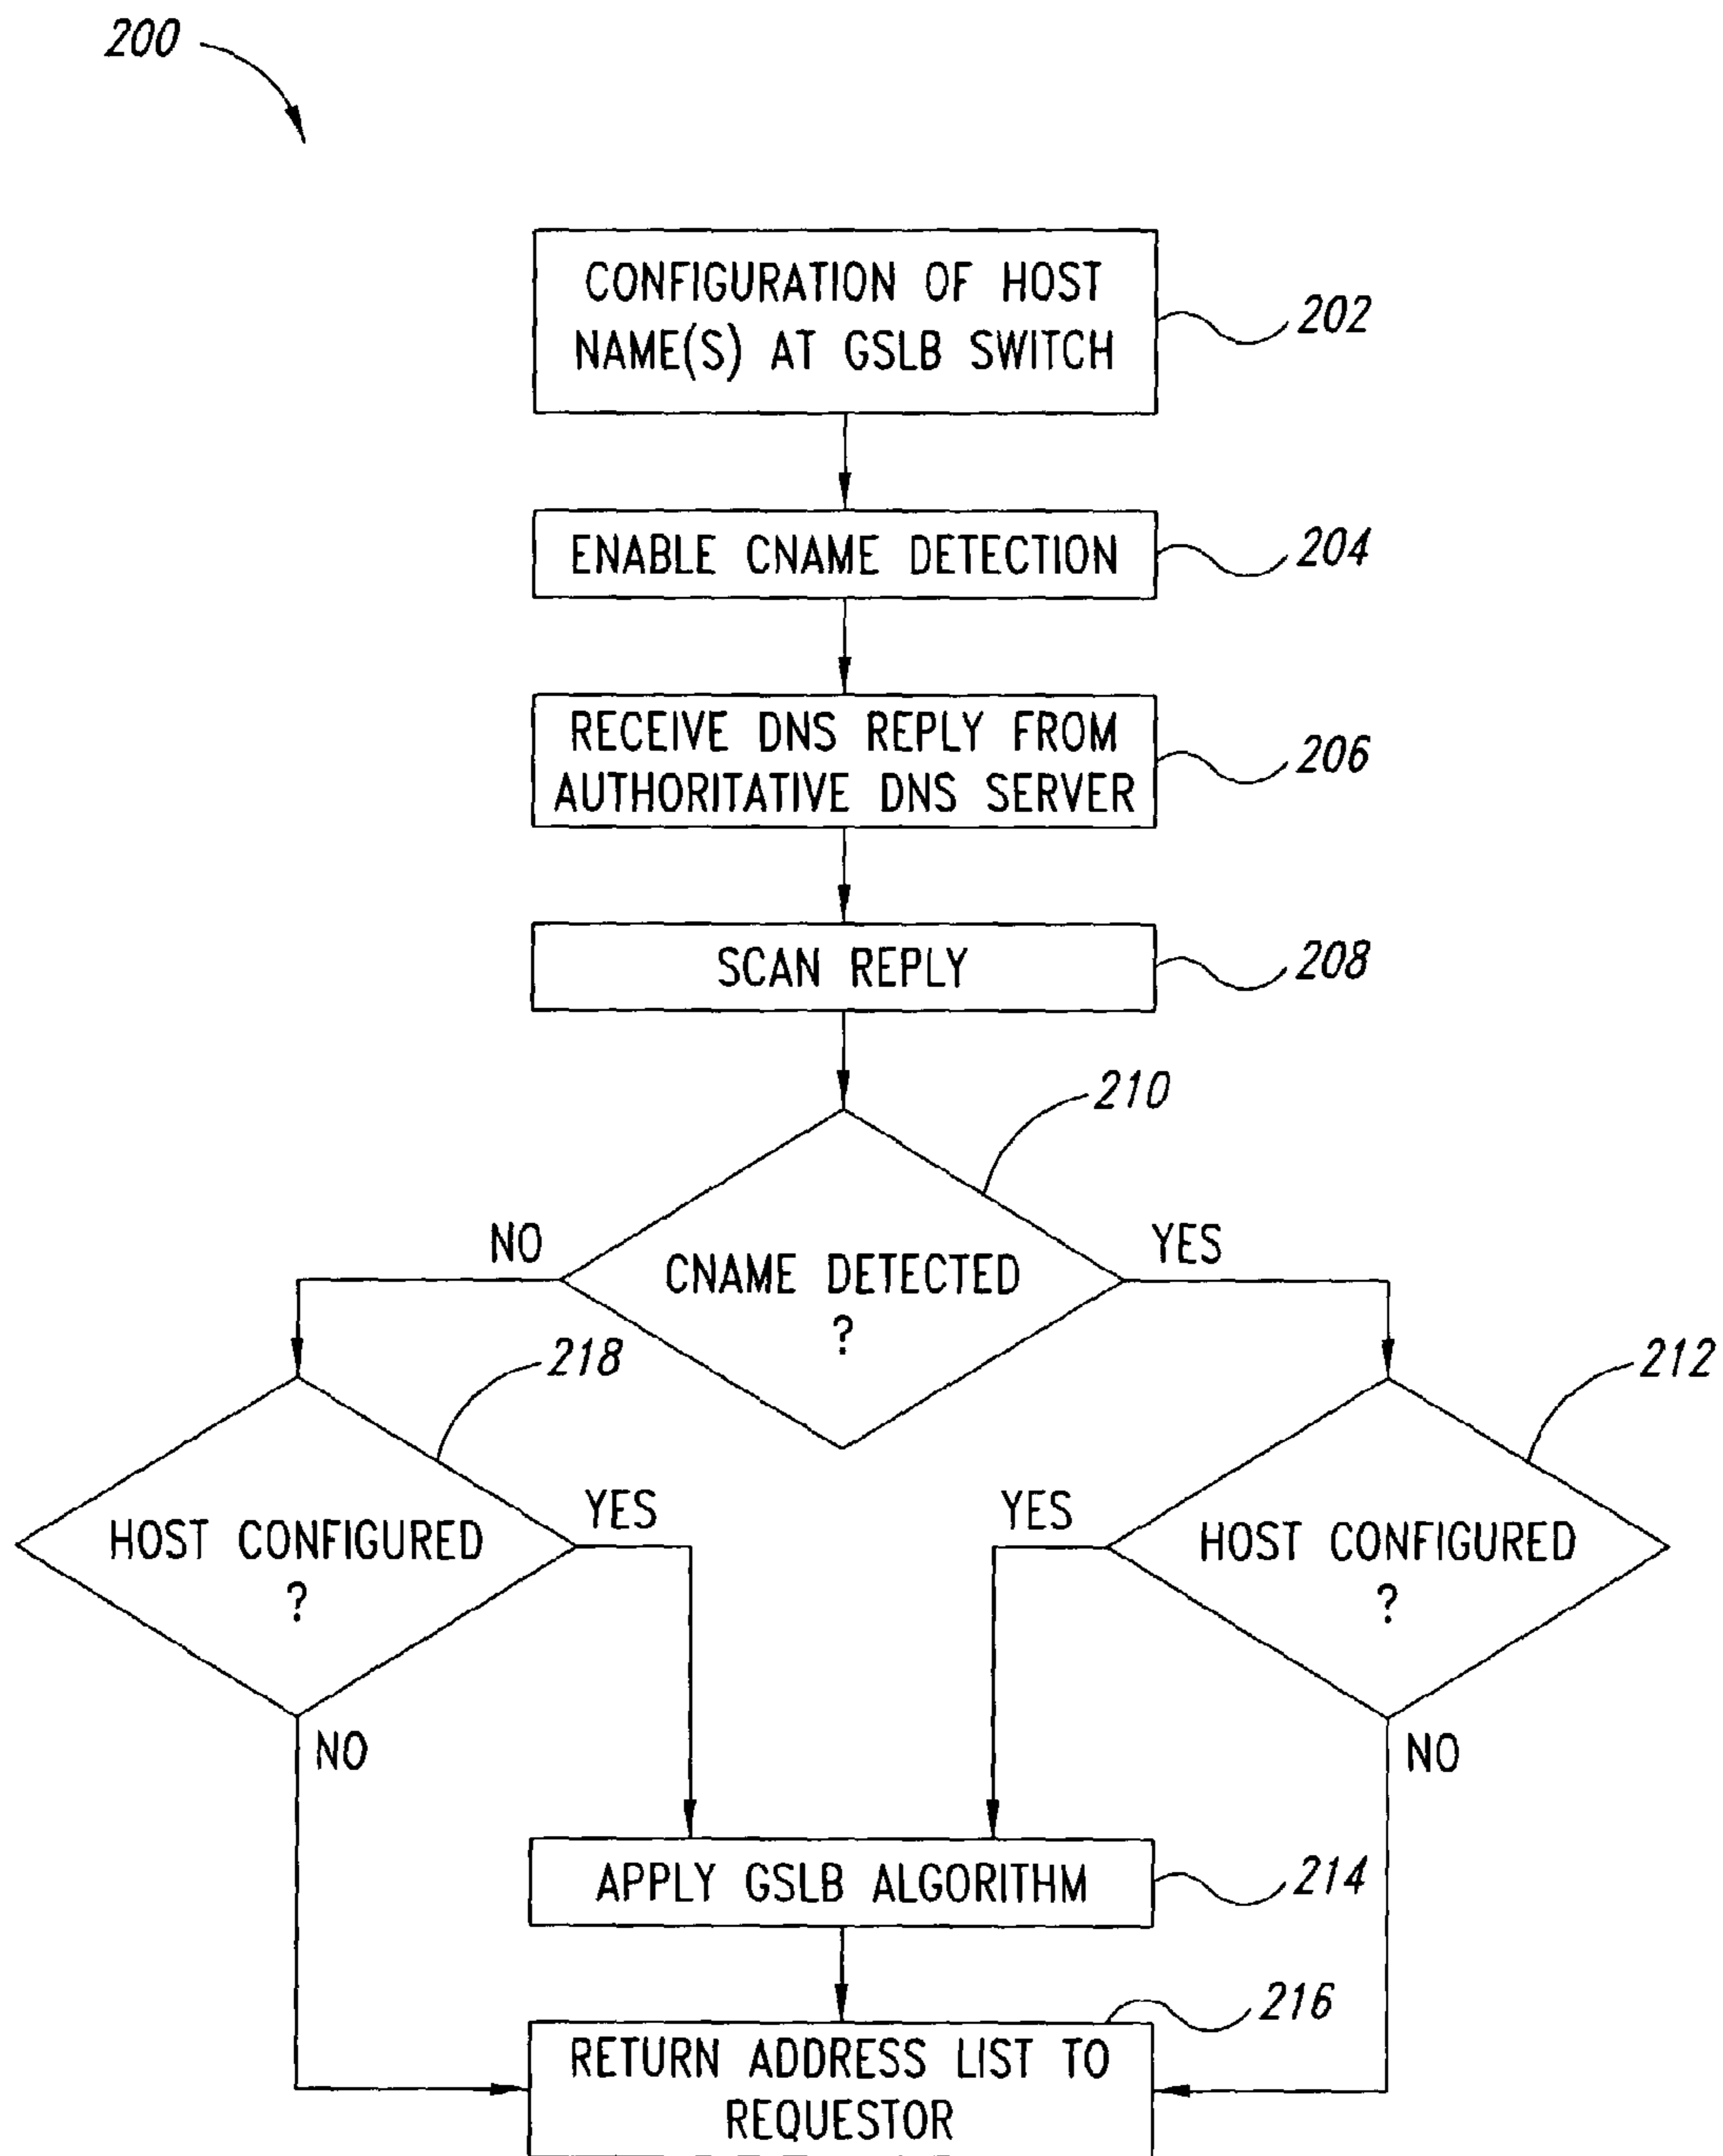 200
CONFIGURATION OF HOST
NAME(S) AT GSLB SWITCH
202
ENABLE CNAME DETECTION
204
RECEIVE DNS REPLY FROM
AUTHORITATIVE DNS SERVER
206
SCAN REPLY
208
210
CNAME DETECTED
?
NO
YES
218
212
HOST CONFIGURED
?
YES
NO
HOST CONFIGURED
?
YES
NO
APPLY GSLB ALGORITHM
214
216
RETURN ADDRESS LIST TO
REQUESTOR